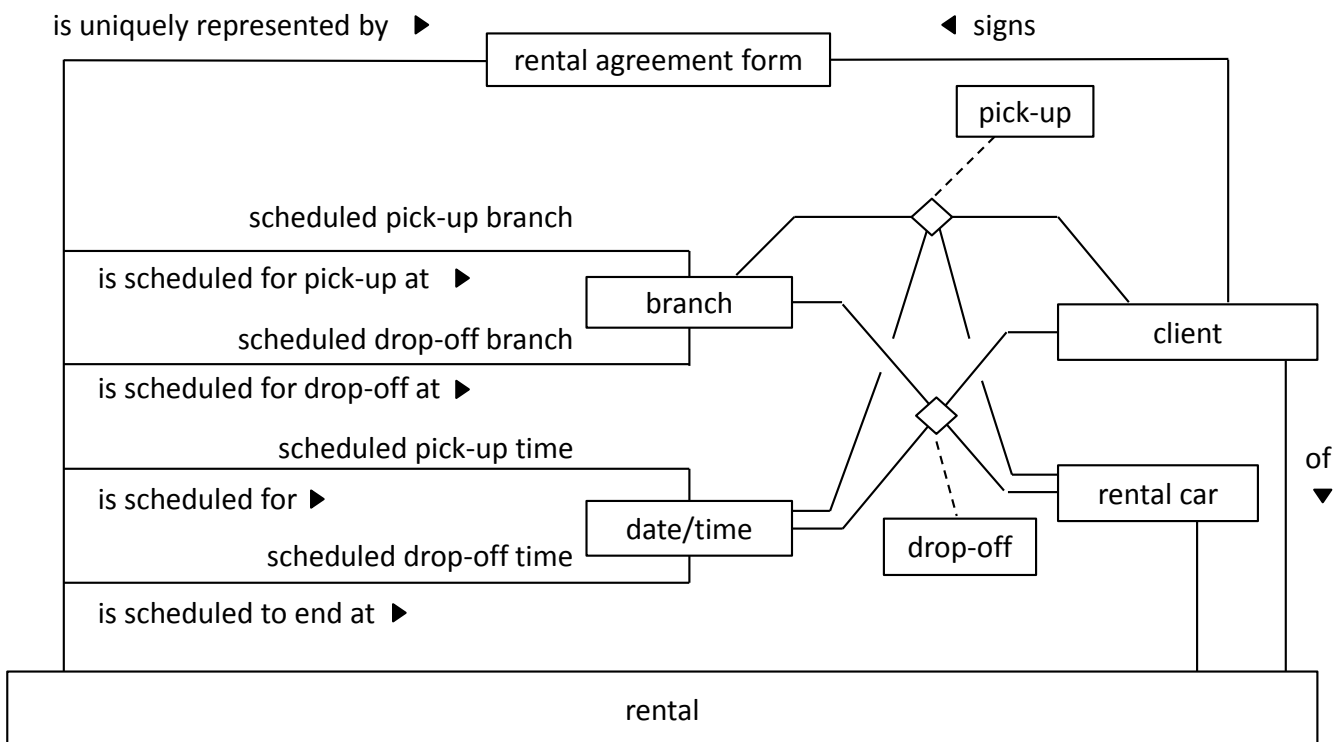 is uniquely represented by ▶
◀ signs
rental agreement form
pick-up
scheduled pick-up branch
is scheduled for pick-up at ▶
branch
client
scheduled drop-off branch
is scheduled for drop-off at ▶
scheduled pick-up time
of
▼
is scheduled for ▶
rental car
date/time
drop-off
scheduled drop-off time
is scheduled to end at ▶
rental